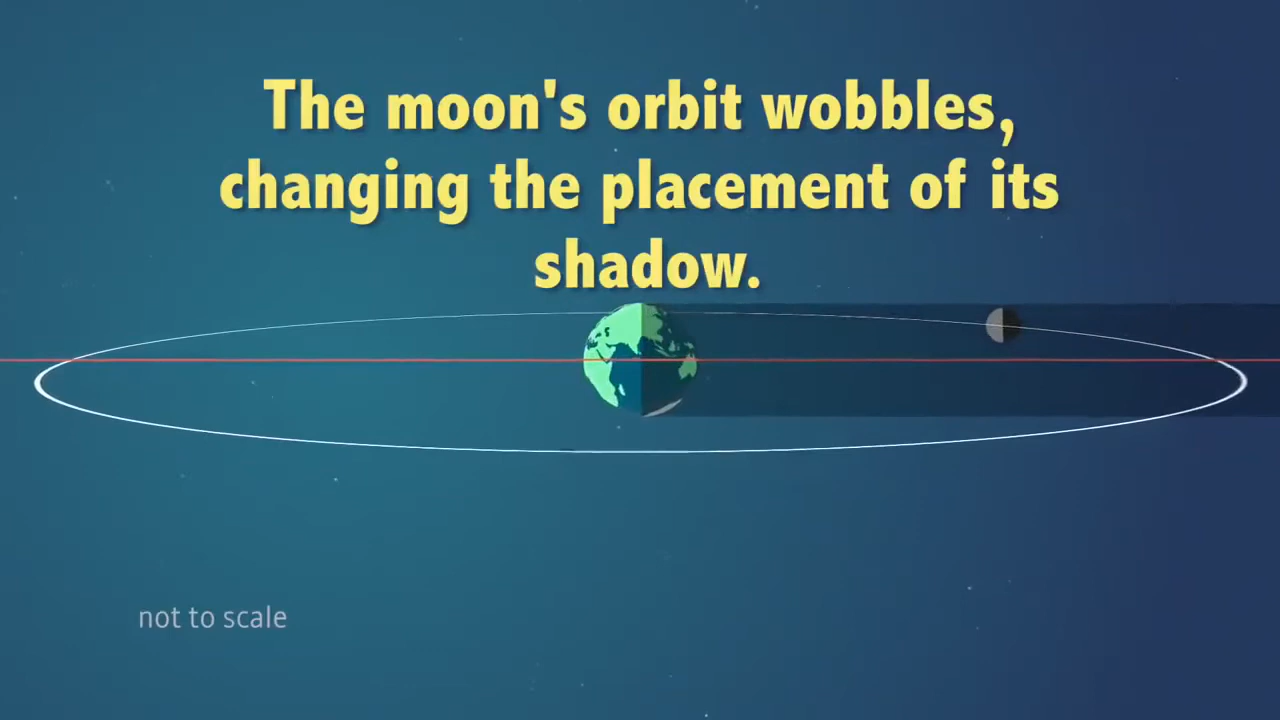 The moon's orbit wobbles,
changing the placement of its
shadow.
not to scale